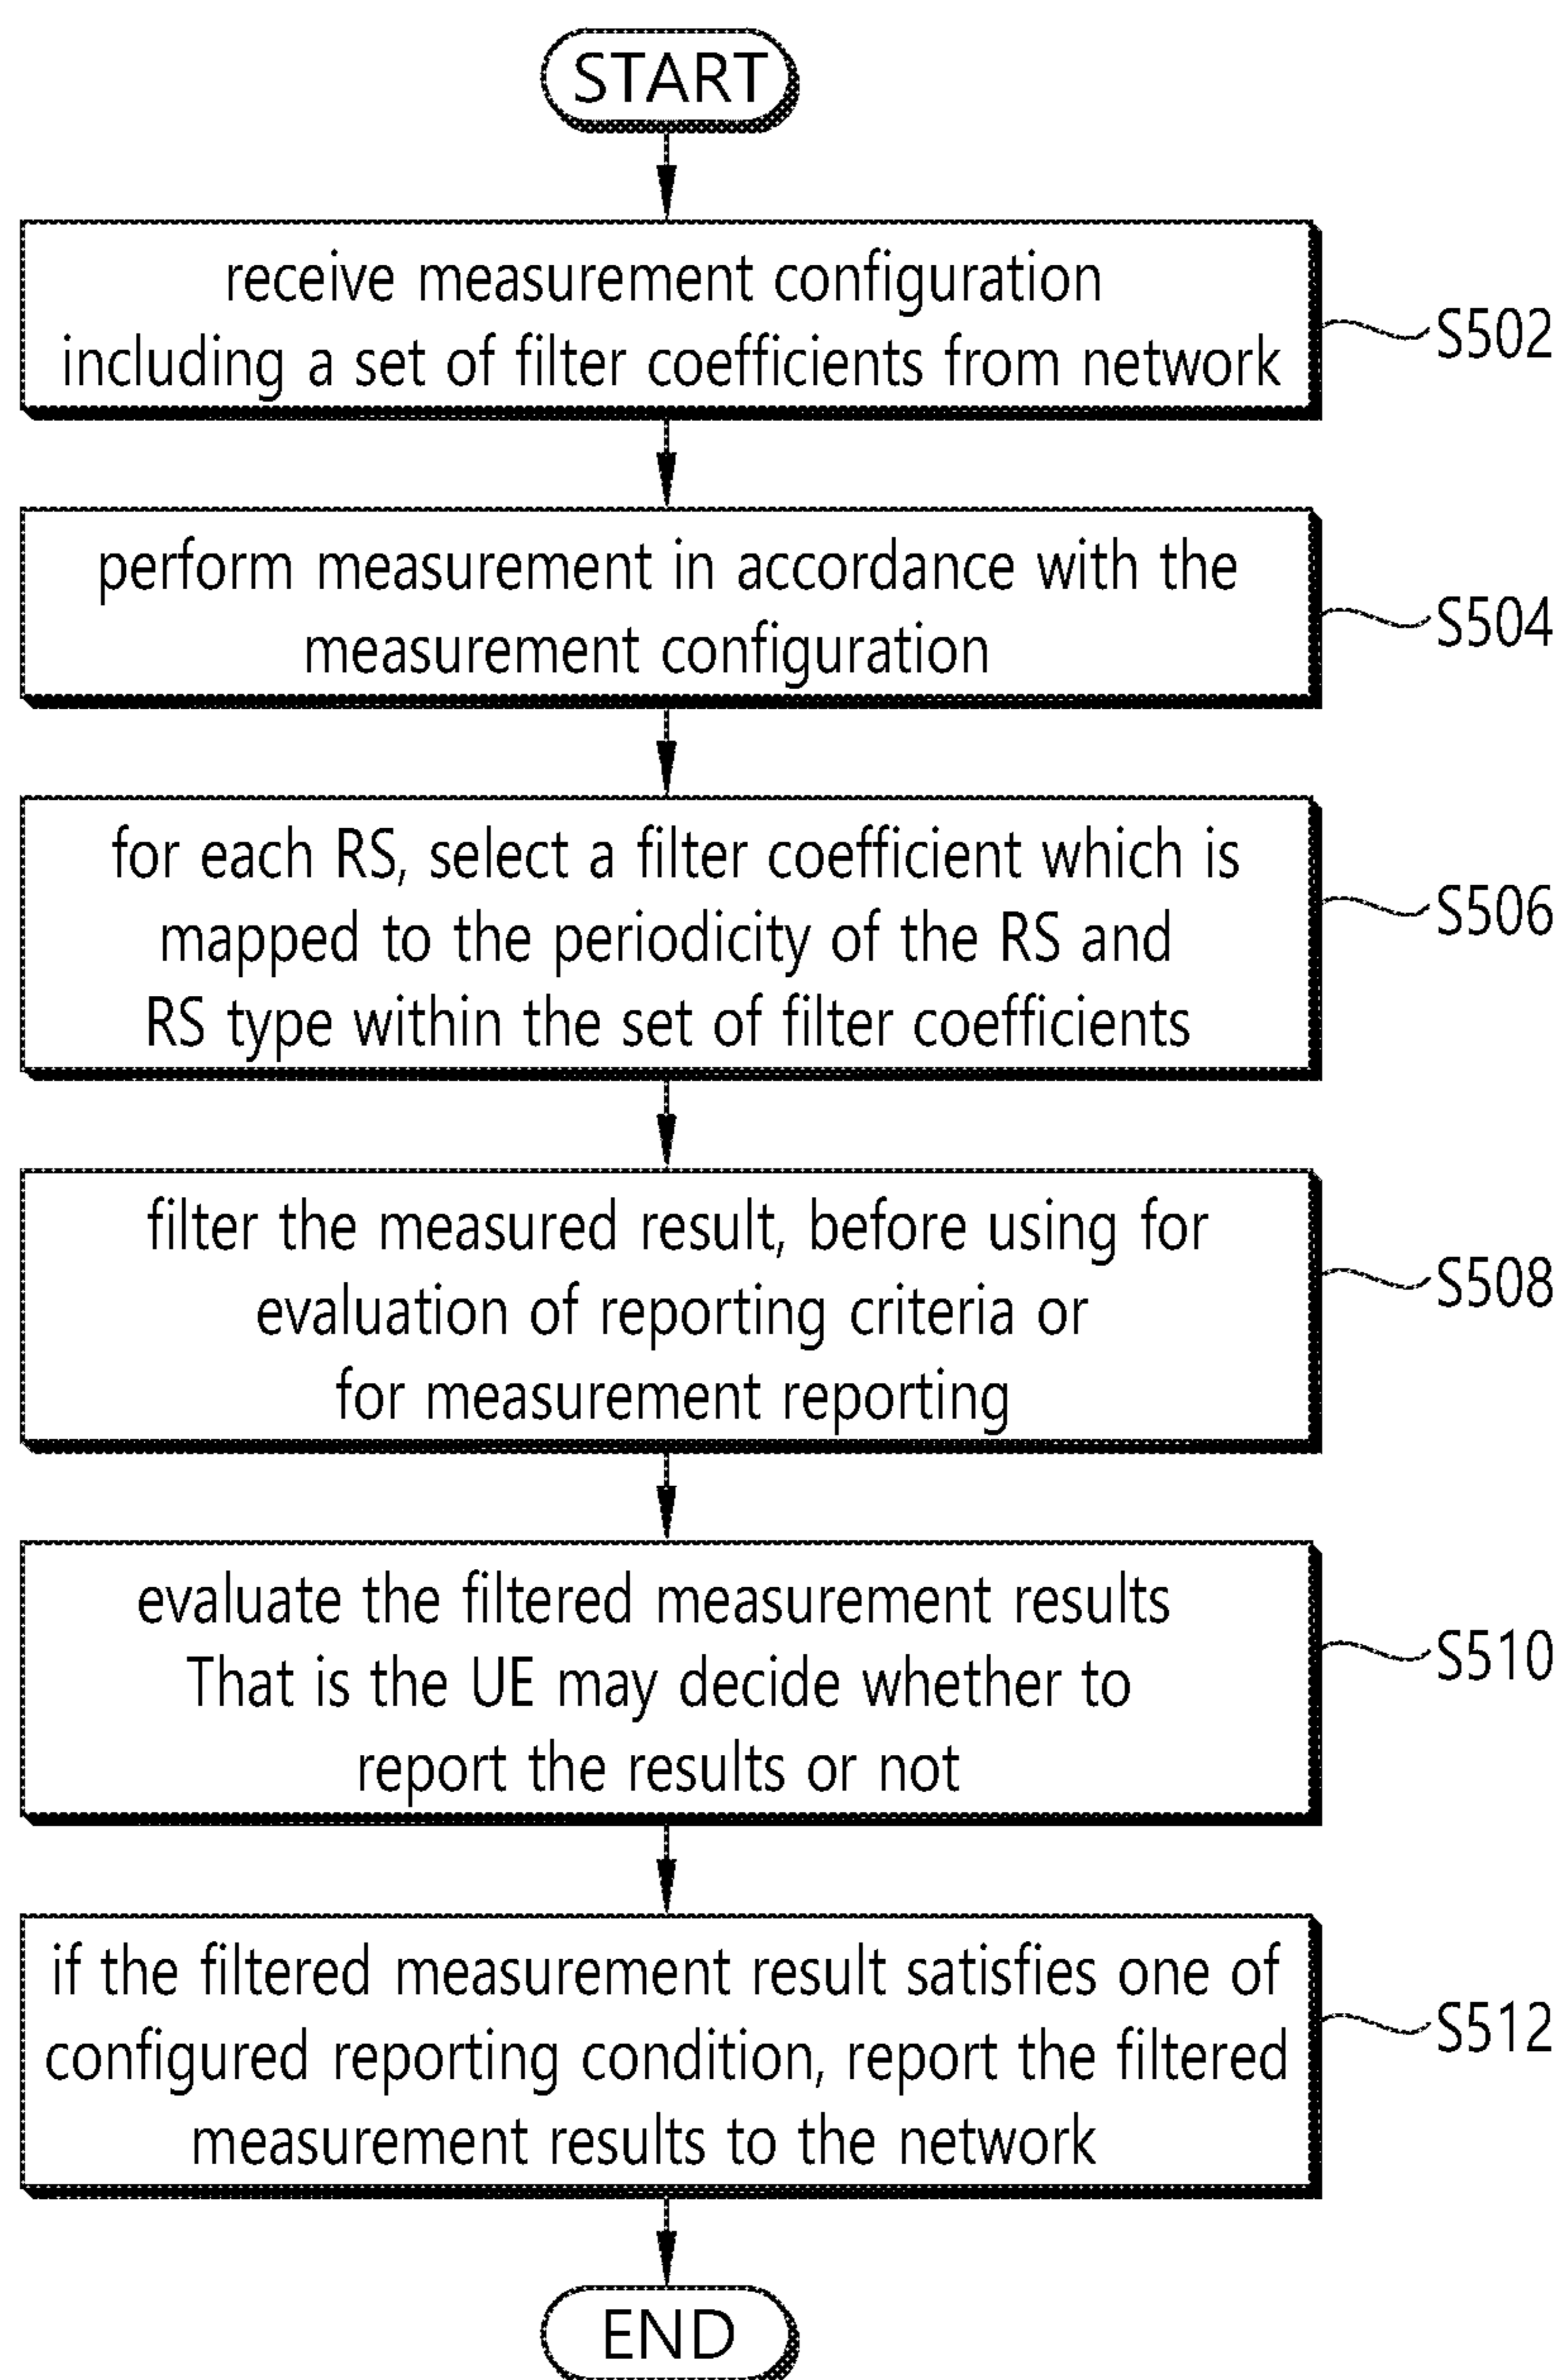 START
receive measurement configuration
including a set of filter coefficients from network
S502
perform measurement in accordance with the
measurement configuration
S504
for each RS, select a filter coefficient which is
mapped to the periodicity of the RS and
RS type within the set of filter coefficients
S506
filter the measured result, before using for
evaluation of reporting criteria or
for measurement reporting
S508
evaluate the filtered measurement results
That is the UE may decide whether to
report the results or not
S510
if the filtered measurement result satisfies one of
configured reporting condition, report the filtered
measurement results to the network
S512
END